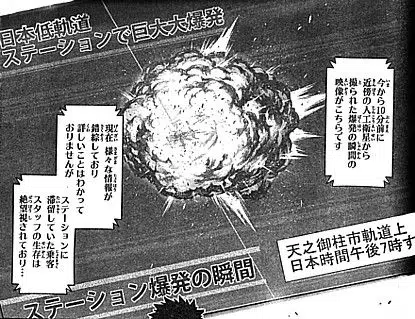 日本低軌道
ステーションで巨大大爆発
今から10分前に
近傍の人工衛星から
撮られた爆発の瞬間の
映像がこちらです
現在 様々な情報が
錯綜しており
詳しいことはわかって
おりませんが
ステーションに
滞留していた乗客
スタッフの生存は
絶望視されており…
天之御柱市軌道上
日本時間午後7時す
ステーション爆発の瞬間